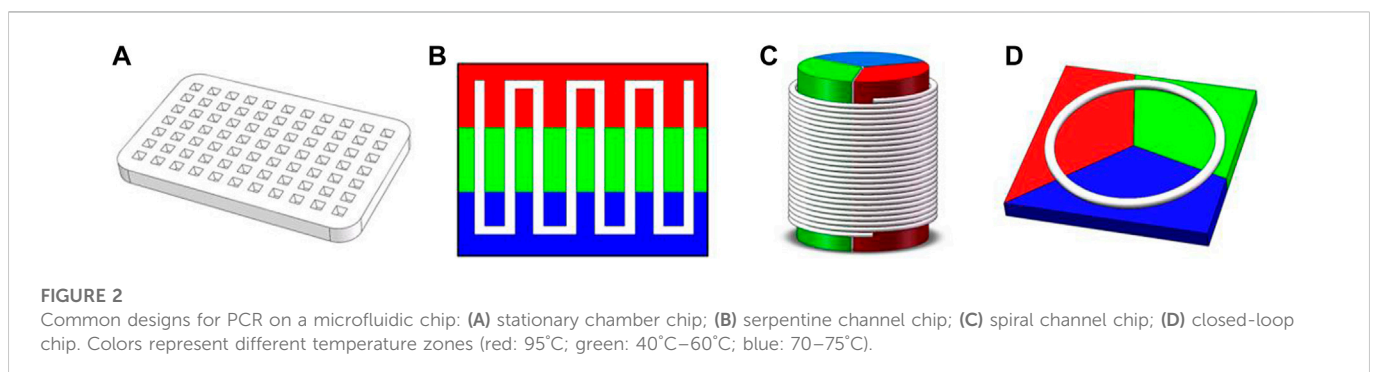 A
B
C
D
FIGURE 2
Common designs for PCR on a microfluidic chip: (A) stationary chamber chip; (B) serpentine channel chip; (C) spiral channel chip; (D) closed-loop
chip. Colors represent different temperature zones (red: 95˚C; green: 40˚C–60˚C; blue: 70–75˚C).